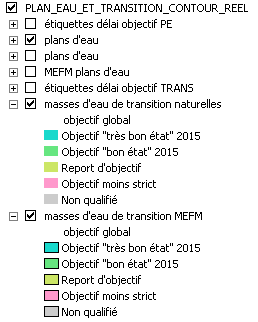 PLAN_EAU_ET_TRANSITION_CONTOUR_REEL
étiquettes délai objectif PE
plans d'eau
plans d'eau
MEFM plans d'eau
étiquettes délai objectif TRANS
masses d'eau de transition naturelles
objectif global
Objectif "très bon état" 2015
Objectif "bon état" 2015
Report d'objectif
Objectif moins strict
Non qualifié
masses d'eau de transition MEFM
objectif global
Objectif "très bon état" 2015
Objectif "bon état" 2015
Report d'objectif
Objectif moins strict
Non qualifié